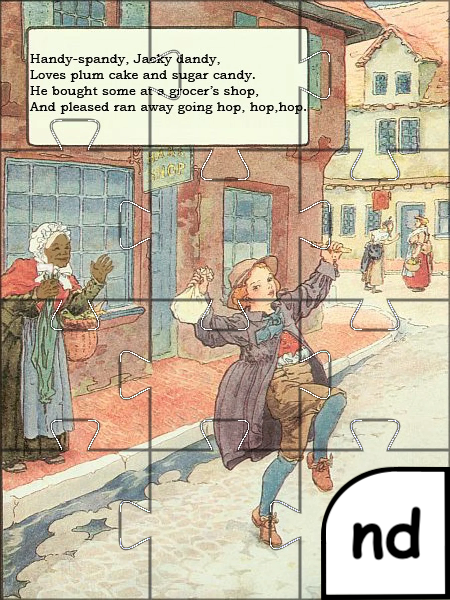 Handy-spandy, Jacky dandy,
Loves plum cake and sugar candy.
He bought some at a grocer's shop,
And pleased ran away going hop, hop,hop.
SHOP
nd